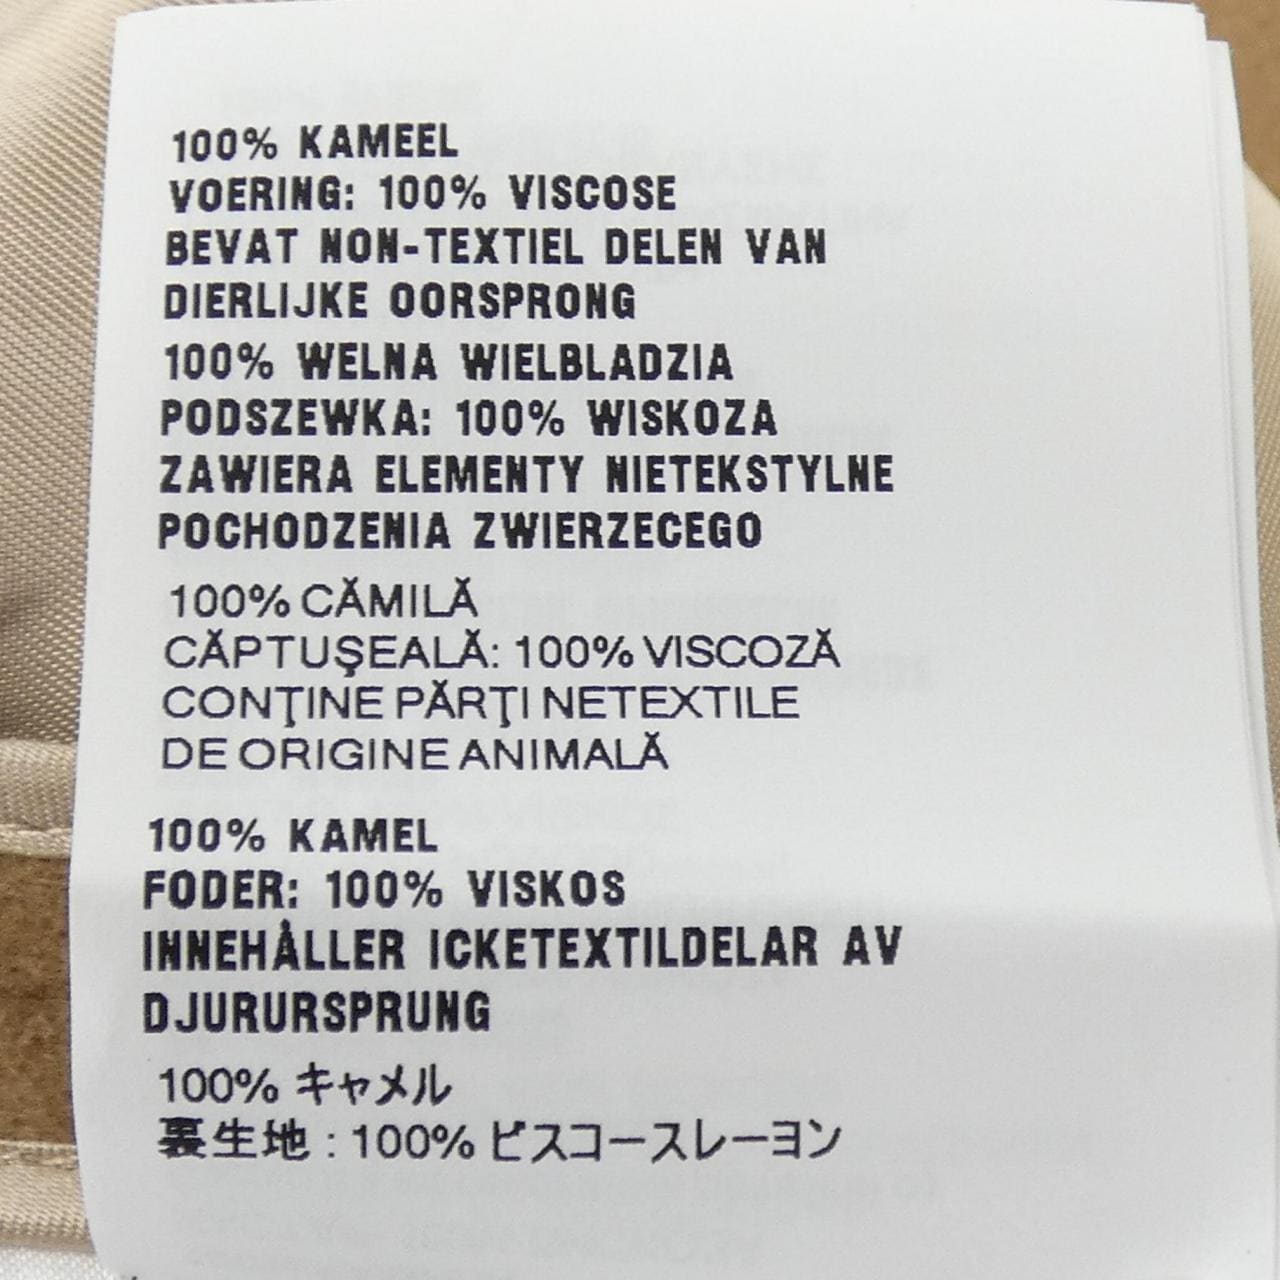 100% KAMEEL
VOERING: 100% VISCOSE
BEVAT NON-TEXTIEL DELEN VAN
DIERLIJKE OORSPRONG
100% WELNA WIELBLADZIA
PODSZEWKA: 100% WISKOZA
ZAWIERA ELEMENTY NIETEKSTYLNE
POCHODZENIA ZWIERZECEGO
100% CĂMILĂ
CĂPTUŞEALĂ: 100% VISCOZĂ
CONŢINE PĂRŢI NETEXTILE
DE ORIGINE ANIMALĂ
100% KAMEL
FODER: 100% VISKOS
INNEHÅLLER ICKETEXTILDELAR AV
DJURURSPRUNG
100% キャメル
裏生地 : 100% ビスコースレーヨン